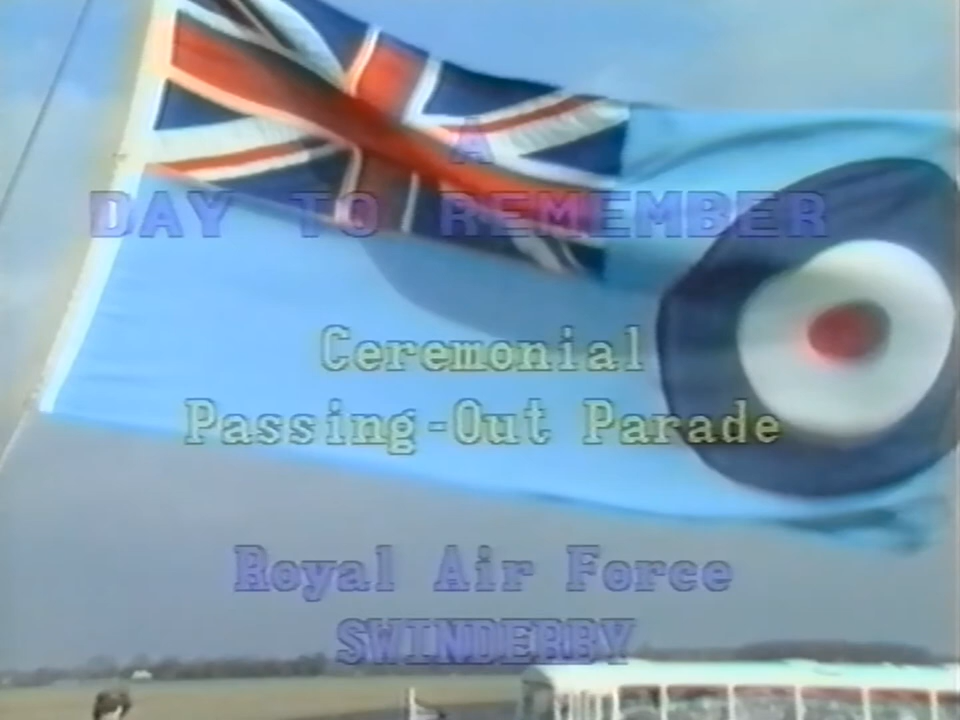 A
DAY TO REMEMBER
Ceremonial
Passing-Out Parade
Royal Air Force
SWINDERBY